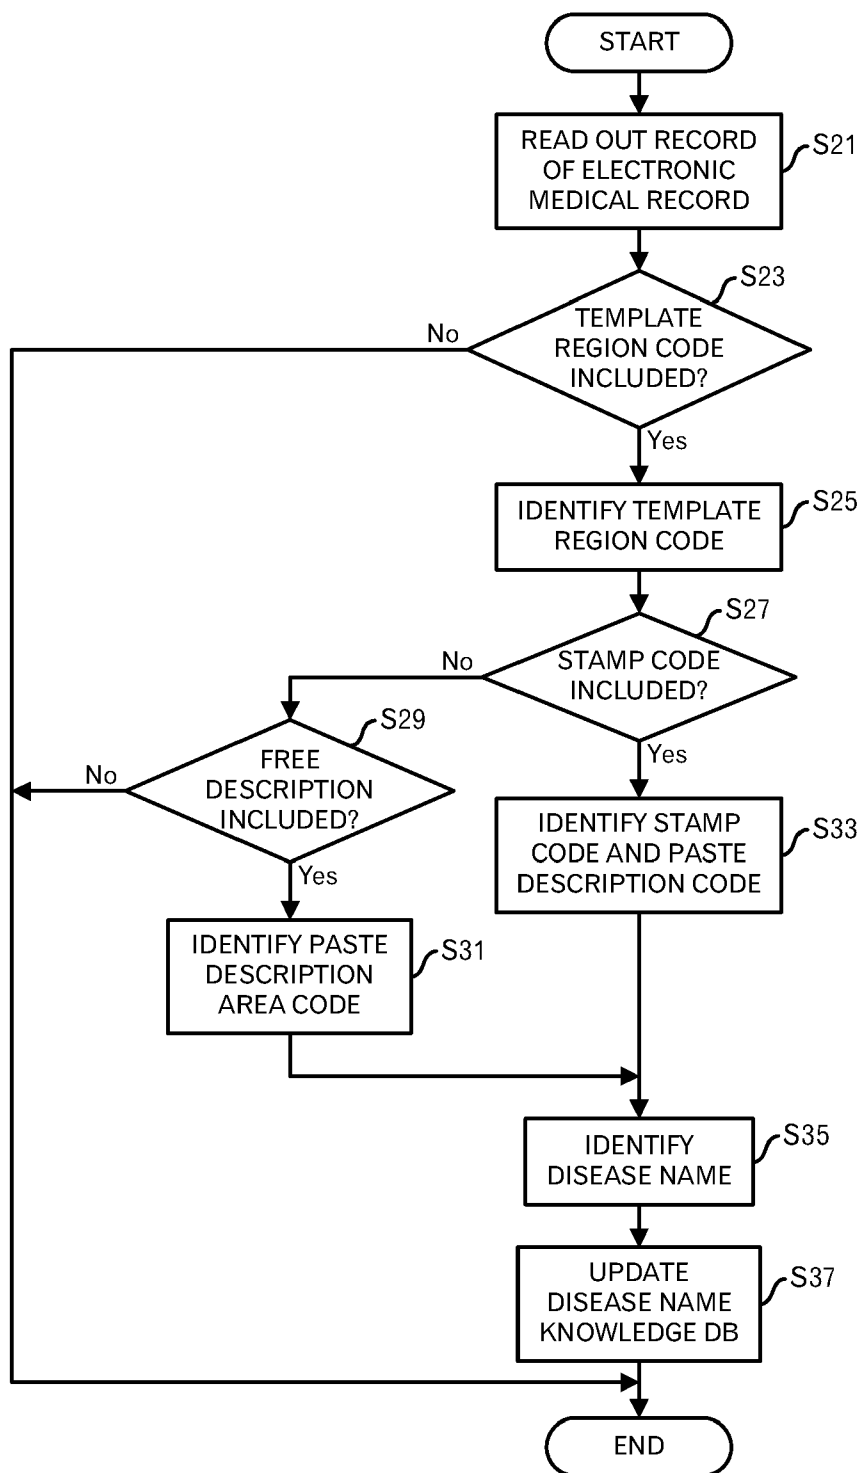 START
READ OUT RECORD
OF ELECTRONIC
MEDICAL RECORD
S21
S23
TEMPLATE
REGION CODE
INCLUDED?
No
Yes
IDENTIFY TEMPLATE
REGION CODE
S25
S27
STAMP CODE
INCLUDED?
No
Yes
S29
FREE
DESCRIPTION
INCLUDED?
No
Yes
IDENTIFY STAMP
CODE AND PASTE
DESCRIPTION CODE
S33
IDENTIFY PASTE
DESCRIPTION
AREA CODE
S31
IDENTIFY
DISEASE NAME
S35
UPDATE
DISEASE NAME
KNOWLEDGE DB
S37
END